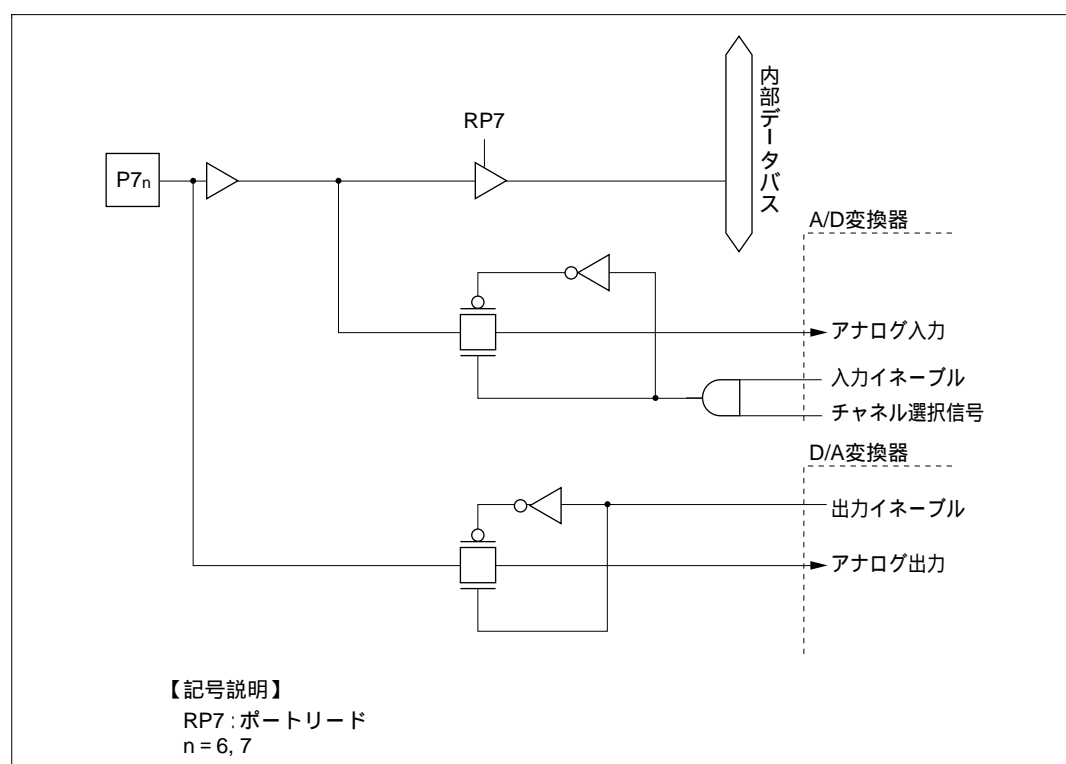 RP7
P7n
内部データバス
A/D変換器
アナログ入力
入力イネーブル
チャネル選択信号
D/A変換器
出力イネーブル
アナログ出力
【記号説明】
RP7 : ポートリード
n = 6, 7